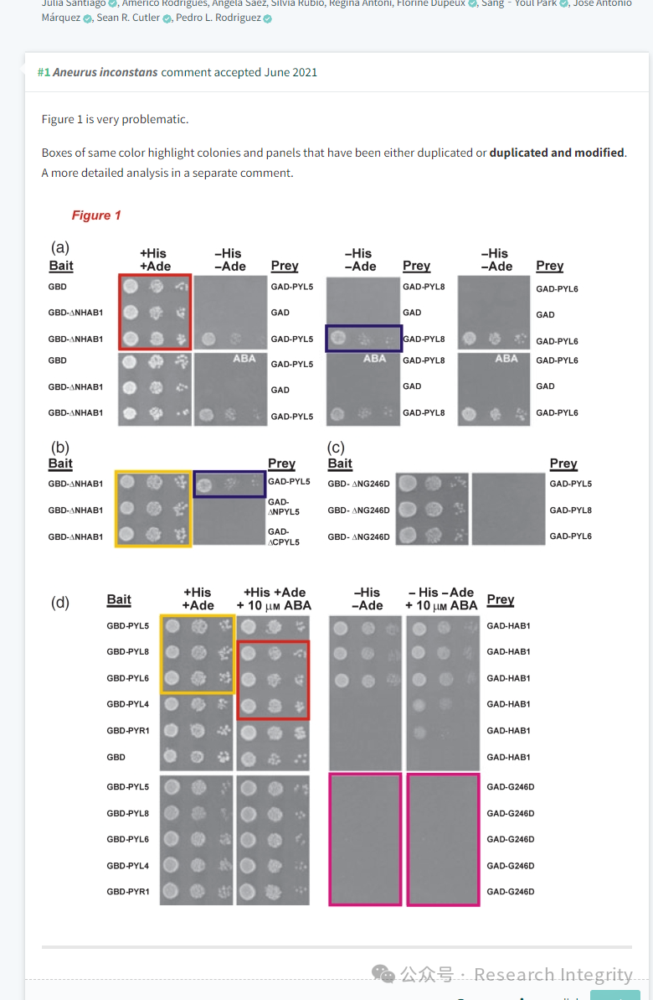 Julia Santiago, Américo Rodrigues, Angela Saez, Silvia Rubio, Regina Antoni, Florine Dupeux, Sang‐Youl Park, José Antonio
Márquez, Sean R. Cutler, Pedro L. Rodriguez
#1 Aneurus inconstans comment accepted June 2021
Figure 1 is very problematic.
Boxes of same color highlight colonies and panels that have been either duplicated or duplicated and modified.
A more detailed analysis in a separate comment.
Figure 1
(a)
+His –His –His –His
Bait +Ade –Ade Prey –Ade Prey –Ade Prey
GBD GAD-PYL5 GAD-PYL8 GAD-PYL6
GBD-ΔNHAB1 GAD GAD GAD
GBD-ΔNHAB1 GAD-PYL5 GAD-PYL8 GAD-PYL6
GBD ABA GAD-PYL5 ABA GAD-PYL8 ABA GAD-PYL6
GBD-ΔNHAB1 GAD GAD GAD
GBD-ΔNHAB1 GAD-PYL5 GAD-PYL8 GAD-PYL6
(b) (c)
Bait Prey Bait Prey
GBD-ΔNHAB1 GAD-PYL5 GBD- ΔNG246D GAD-PYL5
GBD-ΔNHAB1 GAD- GBD- ΔNG246D GAD-PYL8
ΔNPYL5
GBD-ΔNHAB1 GAD- GBD- ΔNG246D GAD-PYL6
ΔCPYL5
(d)
+His +His +Ade –His – His –Ade
Bait +Ade + 10 μM ABA –Ade + 10 μM ABA Prey
GBD-PYL5 GAD-HAB1
GBD-PYL8 GAD-HAB1
GBD-PYL6 GAD-HAB1
GBD-PYL4 GAD-HAB1
GBD-PYR1 GAD-HAB1
GBD GAD-HAB1
GBD-PYL5 GAD-G246D
GBD-PYL8 GAD-G246D
GBD-PYL6 GAD-G246D
GBD-PYL4 GAD-G246D
GBD-PYR1 GAD-G246D
公众号 · Research Integrity